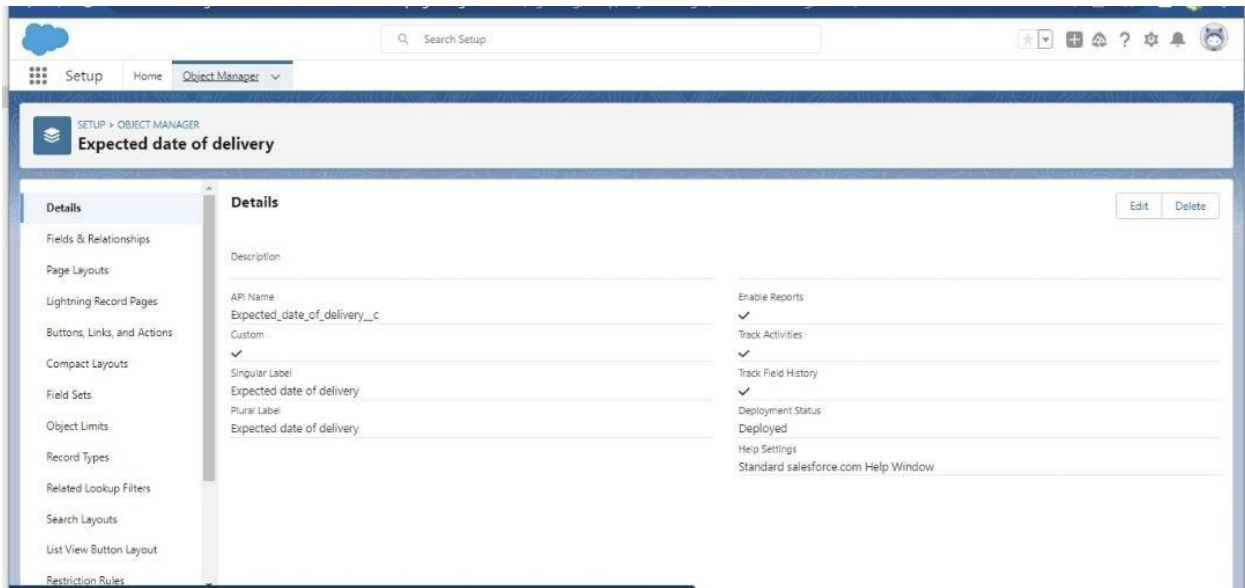 Search Setup
Setup
Home
Object Manager
SETUP > OBJECT MANAGER
Expected date of delivery
Details
Fields & Relationships
Page Layouts
Lightning Record Pages
Buttons, Links, and Actions
Compact Layouts
Field Sets
Object Limits
Record Types
Related Lookup Filters
Search Layouts
List View Button Layout
Restriction Rules
Details
Edit
Delete
Description
API Name
Expected_date_of_delivery__c
Custom
Singular Label
Expected date of delivery
Plural Label
Expected date of delivery
Enable Reports
Track Activities
Track Field History
Deployment Status
Deployed
Help Settings
Standard salesforce.com Help Window